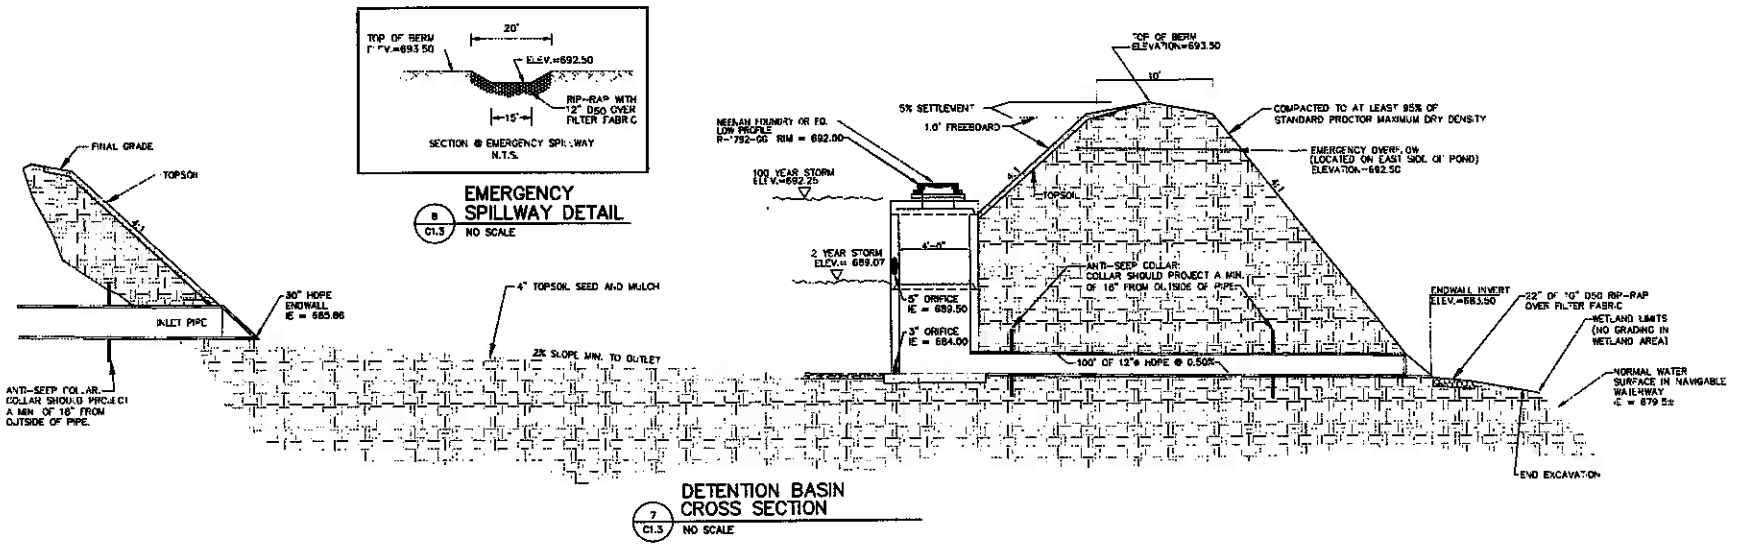 20'
TOP OF BERM
ELEV.=692.50
RIP-RAP WITH
12" D50 OVER
FILTER FABRIC
15'
SECTION @ EMERGENCY SPILLWAY
N.T.S.
EMERGENCY
SPILLWAY DETAIL
8
C1.3
NO SCALE
FINAL GRADE
TOPSOIL
4:1
30" HDPE
ENDWALL
IE = 685.86
INLET PIPE
ANTI-SEEP COLLAR.
COLLAR SHOULD PROJECT
A MIN OF 18" FROM
OUTSIDE OF PIPE.
4" TOPSOIL SEED AND MULCH
2% SLOPE MIN. TO OUTLET
TOP OF BERM
ELEVATION=693.50
10'
5% SETTLEMENT
1.0' FREEBOARD
NEENAH FOUNDRY OR EQ.
LOW PROFILE
R-1792-GG RIM = 692.00
100 YEAR STORM
ELEV.=692.25
4'-0"
2 YEAR STORM
ELEV.= 689.07
5" ORIFICE
IE = 689.50
3" ORIFICE
IE = 684.00
4:1
TOPSOIL
COMPACTED TO AT LEAST 95% OF
STANDARD PROCTOR MAXIMUM DRY DENSITY
EMERGENCY OVERFLOW
(LOCATED ON EAST SIDE OF POND)
ELEVATION=692.50
4:1
ANTI-SEEP COLLAR
COLLAR SHOULD PROJECT A MIN.
OF 18" FROM OUTSIDE OF PIPE
100' OF 12"ø HDPE @ 0.50%
ENDWALL INVERT
ELEV.=683.50
22" OF 10" D50 RIP-RAP
OVER FILTER FABRIC
WETLAND LIMITS
(NO GRADING IN
WETLAND AREA)
NORMAL WATER
SURFACE IN NAVIGABLE
WATERWAY
= 679.5±
END EXCAVATION
7
C1.3
DETENTION BASIN
CROSS SECTION
NO SCALE